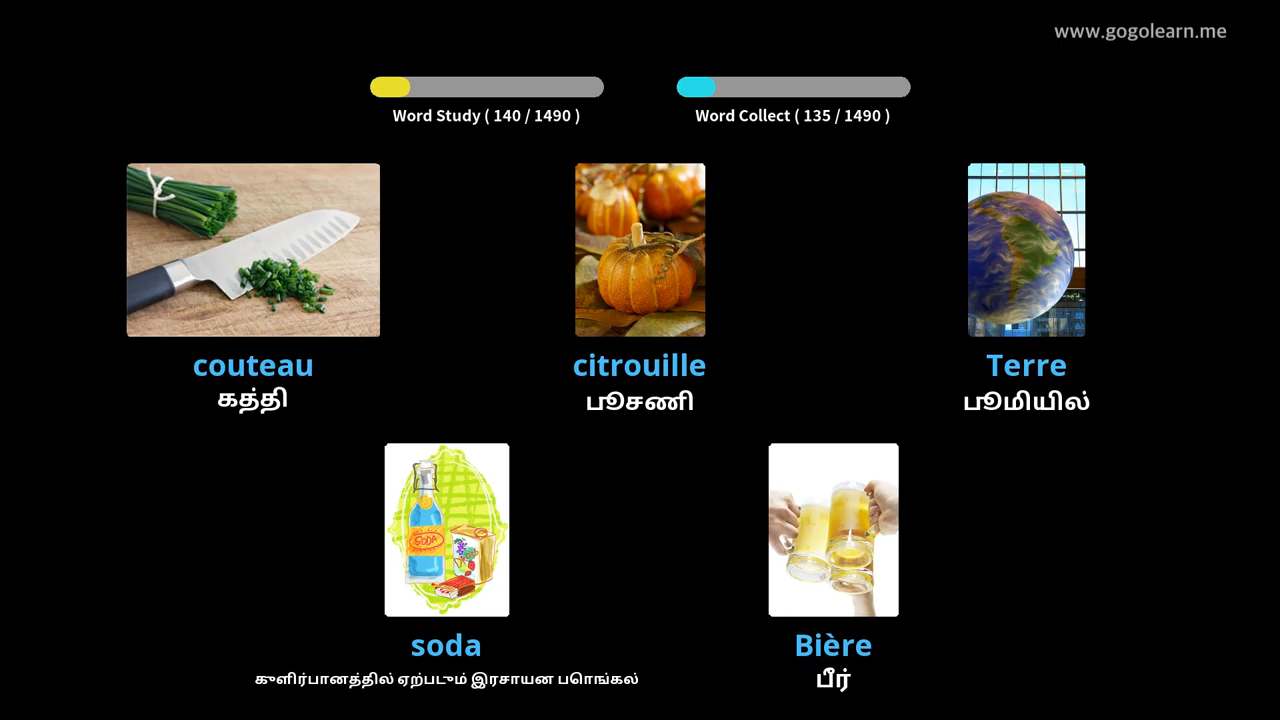 www.gogolearn.me
Word Study ( 140 / 1490 )
Word Collect ( 135 / 1490 )
couteau
கத்தி
citrouille
பூசணி
Terre
பூமியில்
SODA
soda
குளிர்பானத்தில் ஏற்படும் இரசாயன பொங்கல்
Bière
பீர்